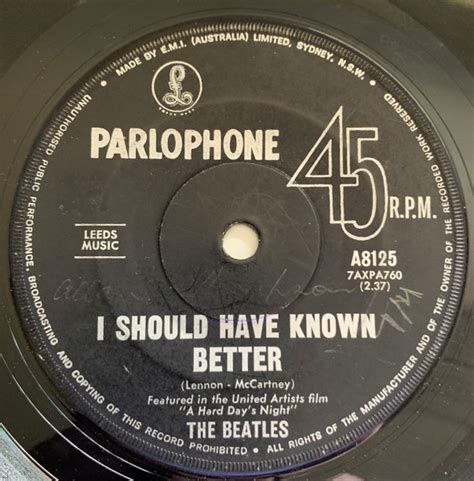 MADE BY E.M.I. (AUSTRALIA) LIMITED, SYDNEY, N.S.W.
TRADE MARK
PARLOPHONE
45 R.P.M.
LEEDS
MUSIC
A8125
7AXPA760
(2.37)
I SHOULD HAVE KNOWN
BETTER
(Lennon - McCartney)
Featured in the United Artists film
"A Hard Day's Night"
THE BEATLES
UNAUTHORISED PUBLIC PERFORMANCE, BROADCASTING AND COPYING OF THIS RECORD PROHIBITED • ALL RIGHTS OF THE MANUFACTURER AND OF THE OWNER OF THE RECORDED WORK RESERVED